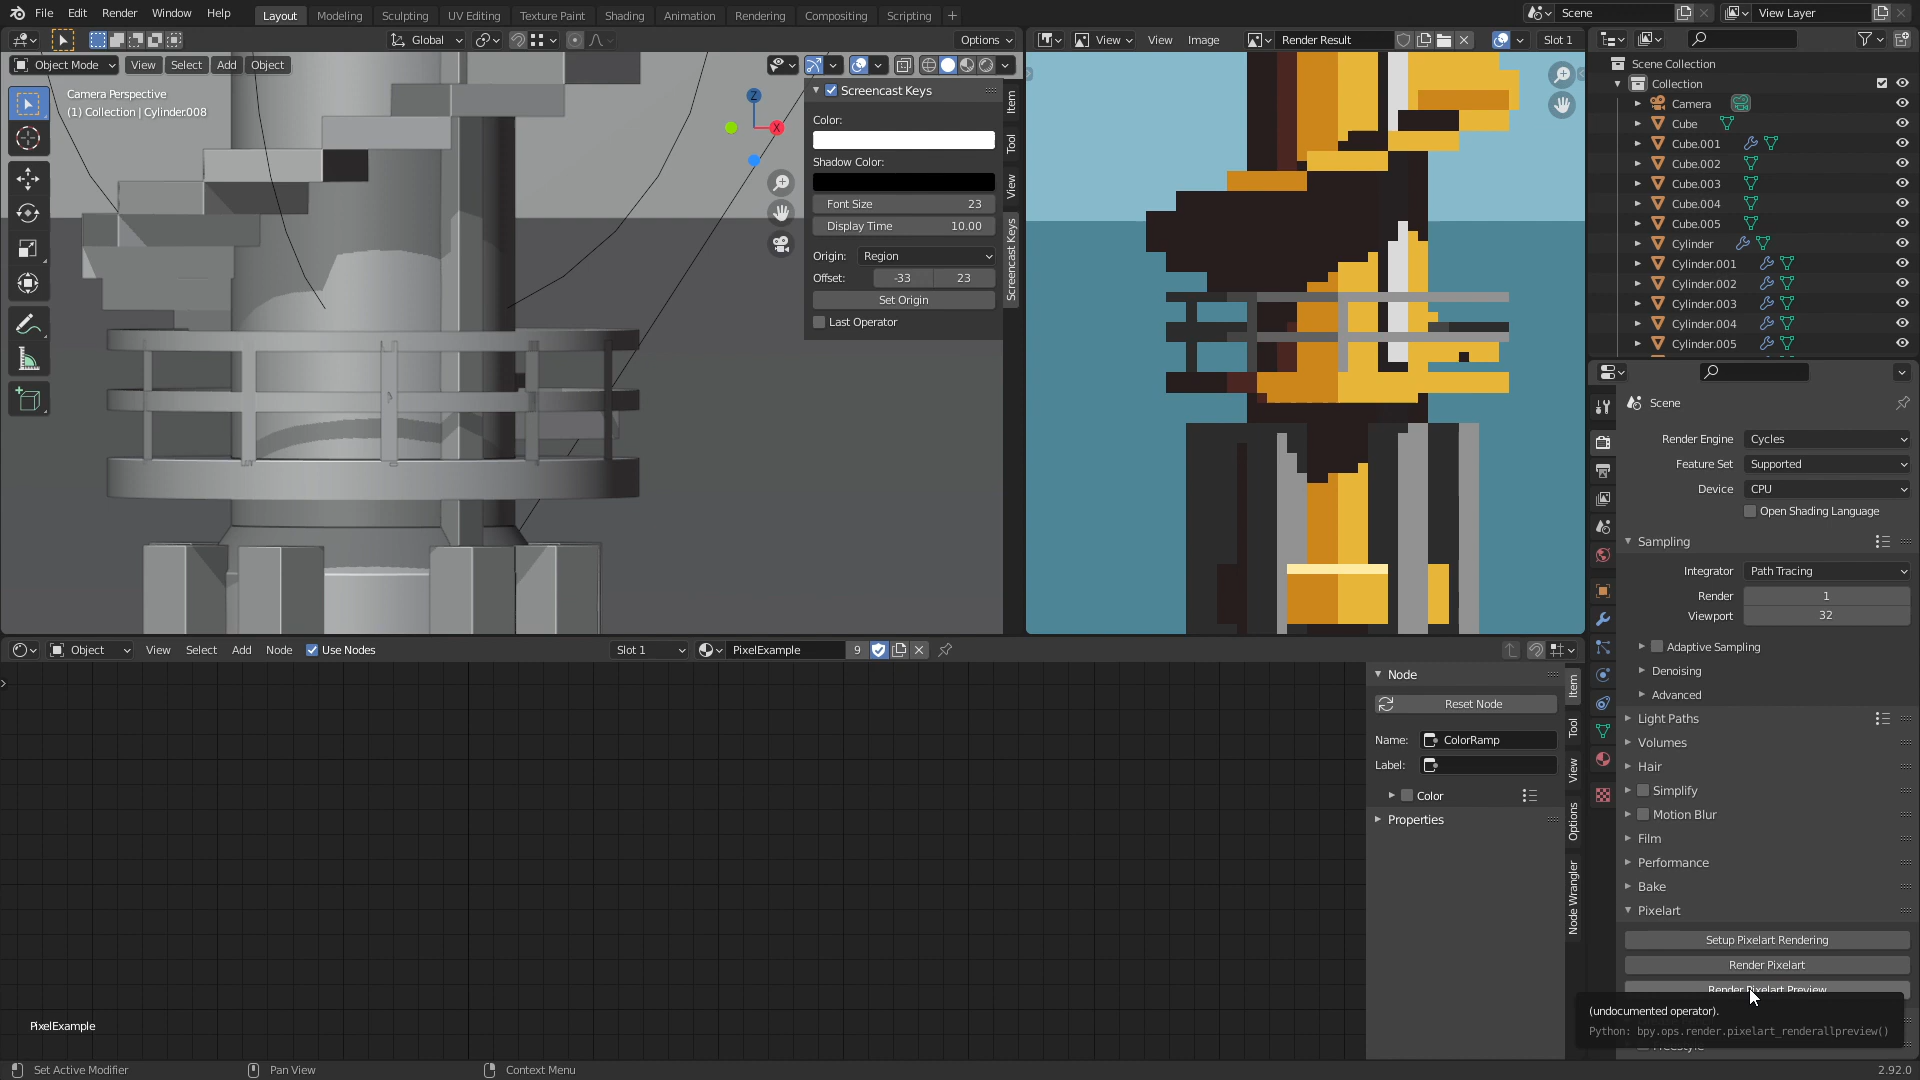 File Edit Render Window Help Layout Modeling Sculpting UV Editing Texture Paint Shading Animation Rendering Compositing Scripting + Scene View Layer
Global Options View View Image Render Result Slot 1
Object Mode View Select Add Object
Camera Perspective
(1) Collection | Cylinder.008
Z
X
Screencast Keys
Color:
Shadow Color:
Font Size 23
Display Time 10.00
Origin: Region
Offset: -33 23
Set Origin
Last Operator
Item
Tool
View
Screencast Keys
Scene Collection
Collection
Camera
Cube
Cube.001
Cube.002
Cube.003
Cube.004
Cube.005
Cylinder
Cylinder.001
Cylinder.002
Cylinder.003
Cylinder.004
Cylinder.005
Scene
Render Engine Cycles
Feature Set Supported
Device CPU
Open Shading Language
Sampling
Integrator Path Tracing
Render 1
Viewport 32
Adaptive Sampling
Denoising
Advanced
Light Paths
Volumes
Hair
Simplify
Motion Blur
Film
Performance
Bake
Pixelart
Setup Pixelart Rendering
Render Pixelart
Render Pixelart Preview
(undocumented operator).
Python: bpy.ops.render.pixelart_renderallpreview()
Freestyle
Object View Select Add Node Use Nodes Slot 1 PixelExample 9
Node
Reset Node
Name: ColorRamp
Label:
Color
Properties
Item
Tool
View
Options
Node Wrangler
PixelExample
Set Active Modifier Pan View Context Menu 2.92.0